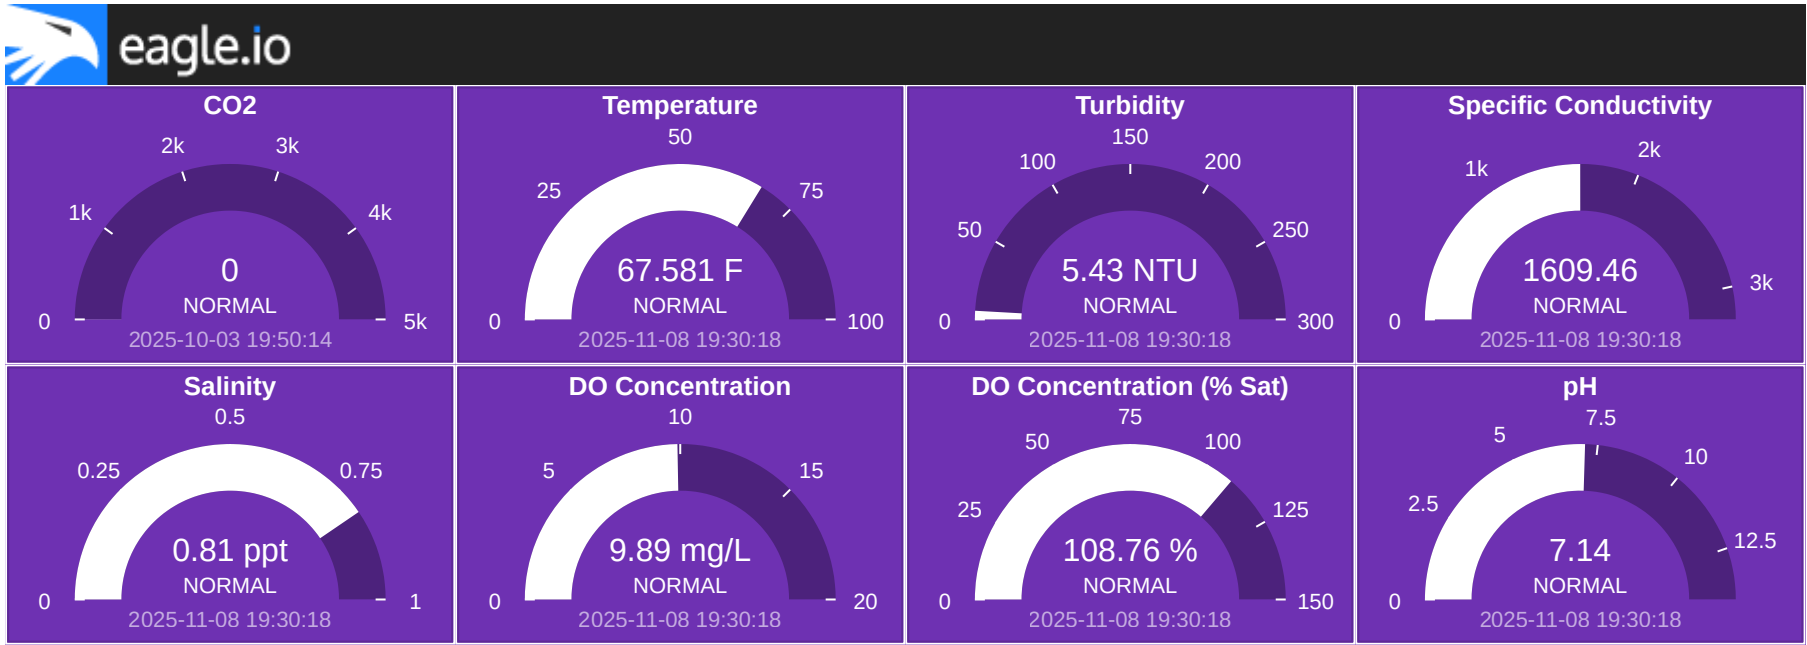 eagle.io
CO2
2k
3k
1k
4k
0
NORMAL
0
5k
2025-10-03 19:50:14
Temperature
50
25
75
67.581 F
NORMAL
0
100
2025-11-08 19:30:18
Turbidity
150
100
200
50
250
5.43 NTU
NORMAL
0
300
2025-11-08 19:30:18
Specific Conductivity
2k
1k
1609.46
3k
NORMAL
0
2025-11-08 19:30:18
Salinity
0.5
0.25
0.75
0.81 ppt
NORMAL
0
1
2025-11-08 19:30:18
DO Concentration
10
5
15
9.89 mg/L
NORMAL
0
20
2025-11-08 19:30:18
DO Concentration (% Sat)
75
50
100
25
125
108.76 %
NORMAL
0
150
2025-11-08 19:30:18
pH
7.5
5
10
2.5
12.5
7.14
NORMAL
0
2025-11-08 19:30:18